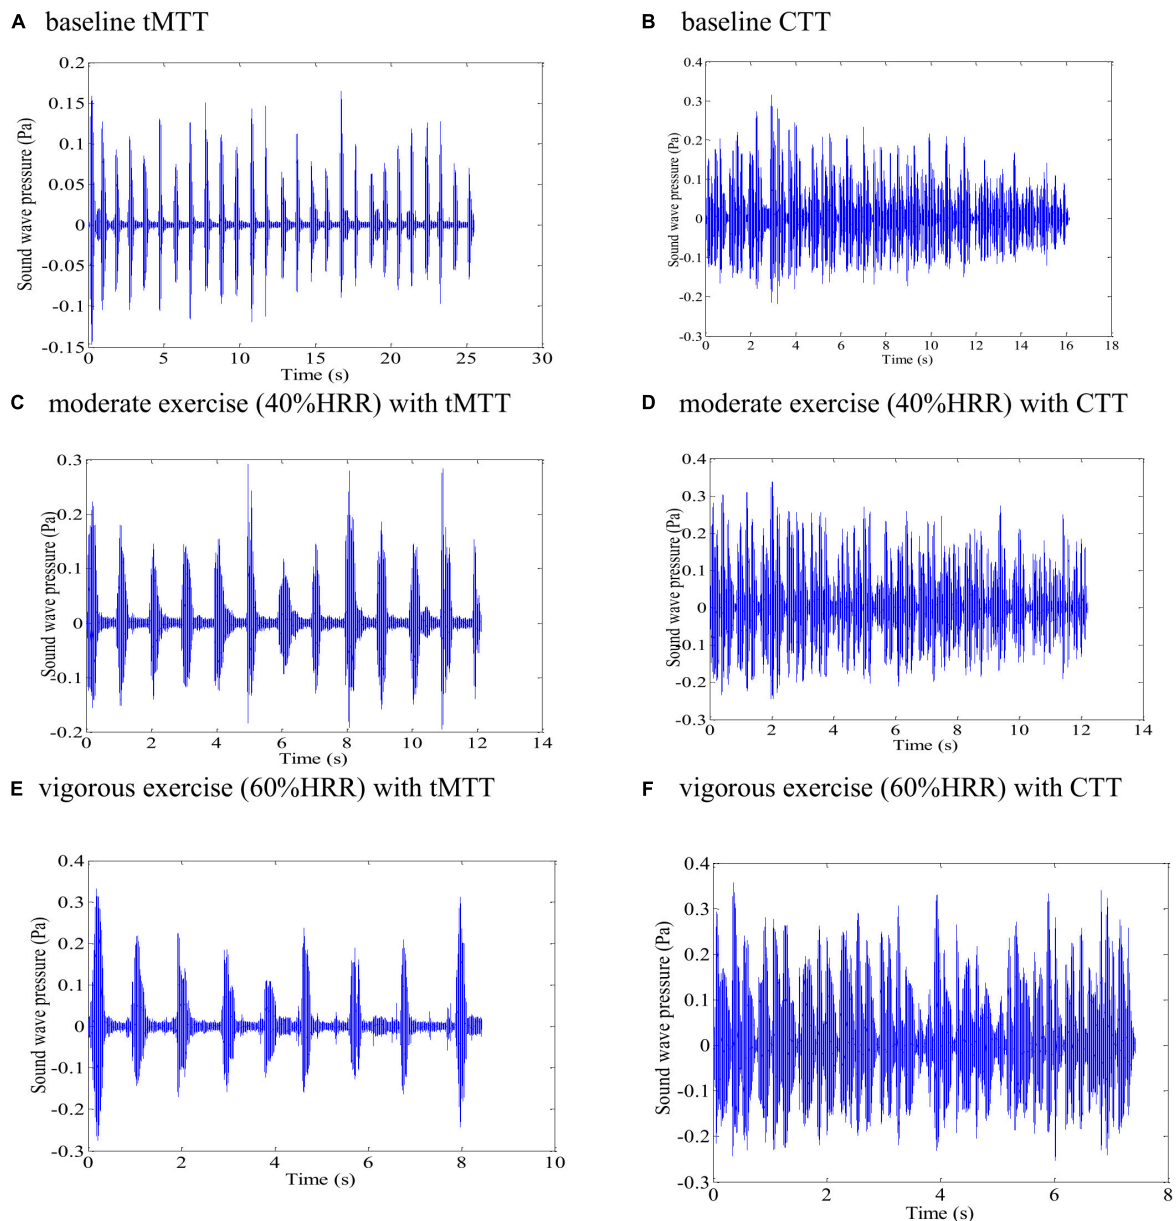 A baseline tMTT
B baseline CTT
0.2
0.15
0.1
0.05
0
-0.05
-0.1
-0.15
0 5 10 15 20 25 30
Sound wave pressure (Pa)
Time (s)
0.4
0.3
0.2
0.1
0
-0.1
-0.2
-0.3
0 2 4 6 8 10 12 14 16 18
Sound wave pressure (Pa)
Time (s)
C moderate exercise (40%HRR) with tMTT
D moderate exercise (40%HRR) with CTT
0.3
0.2
0.1
0
-0.1
-0.2
0 2 4 6 8 10 12 14
Sound wave pressure (Pa)
Time (s)
0.4
0.3
0.2
0.1
0
-0.1
-0.2
-0.3
0 2 4 6 8 10 12 14
Sound wave pressure (Pa)
Time (s)
E vigorous exercise (60%HRR) with tMTT
F vigorous exercise (60%HRR) with CTT
0.4
0.3
0.2
0.1
0
-0.1
-0.2
-0.3
0 2 4 6 8 10
Sound wave pressure (Pa)
Time (s)
0.4
0.3
0.2
0.1
0
-0.1
-0.2
-0.3
0 2 4 6 8
Sound wave pressure (Pa)
Time (s)